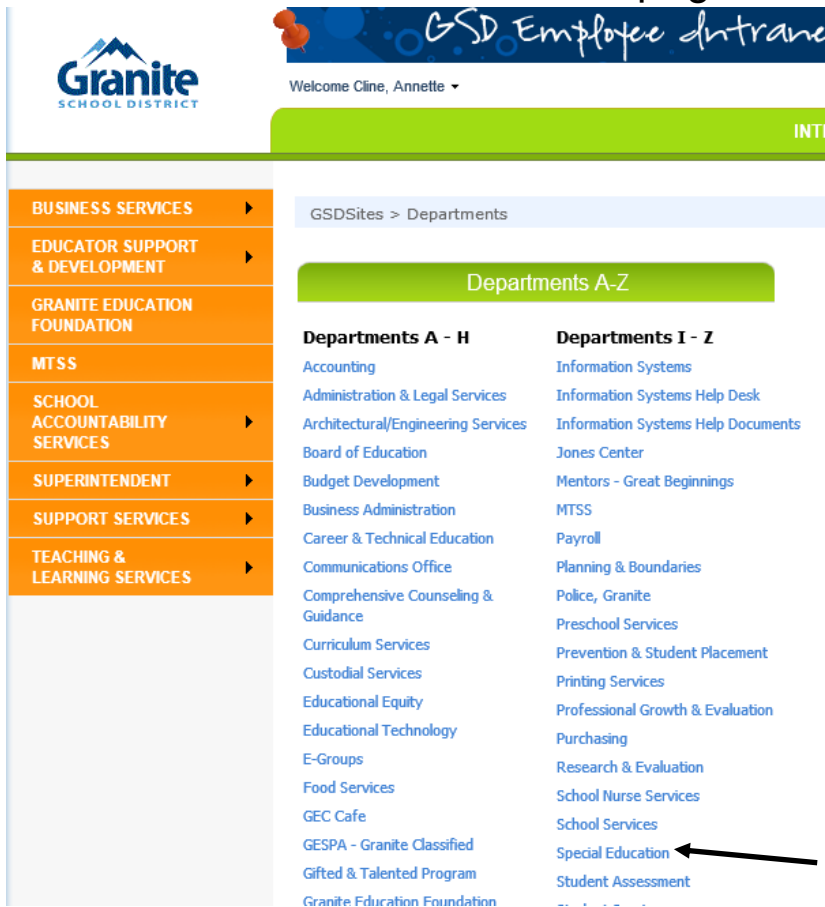 GSD Employee
Granite
SCHOOL DISTRICT
Welcome Cline, Annette
BUSINESS SERVICES
EDUCATOR SUPPORT
& DEVELOPMENT
GRANITE EDUCATION
FOUNDATION
MTSS
SCHOOL
ACCOUNTABILITY
SERVICES
SUPERINTENDENT
SUPPORT SERVICES
TEACHING &
LEARNING SERVICES
GSDSites > Departments
Departments A-Z
Departments A - H
Accounting
Administration & Legal Services
Architectural/Engineering Services
Board of Education
Budget Development
Business Administration
Career & Technical Education
Communications Office
Comprehensive Counseling &
Guidance
Curriculum Services
Custodial Services
Educational Equity
Educational Technology
E-Groups
Food Services
GEC Cafe
GESPA - Granite Classified
Gifted & Talented Program
Granite Education Foundation
Departments I - Z
Information Systems
Information Systems Help Desk
Information Systems Help Documents
Jones Center
Mentors - Great Beginnings
MTSS
Payroll
Planning & Boundaries
Police, Granite
Preschool Services
Prevention & Student Placement
Printing Services
Professional Growth & Evaluation
Purchasing
Research & Evaluation
School Nurse Services
School Services
Special Education
Student Assessment